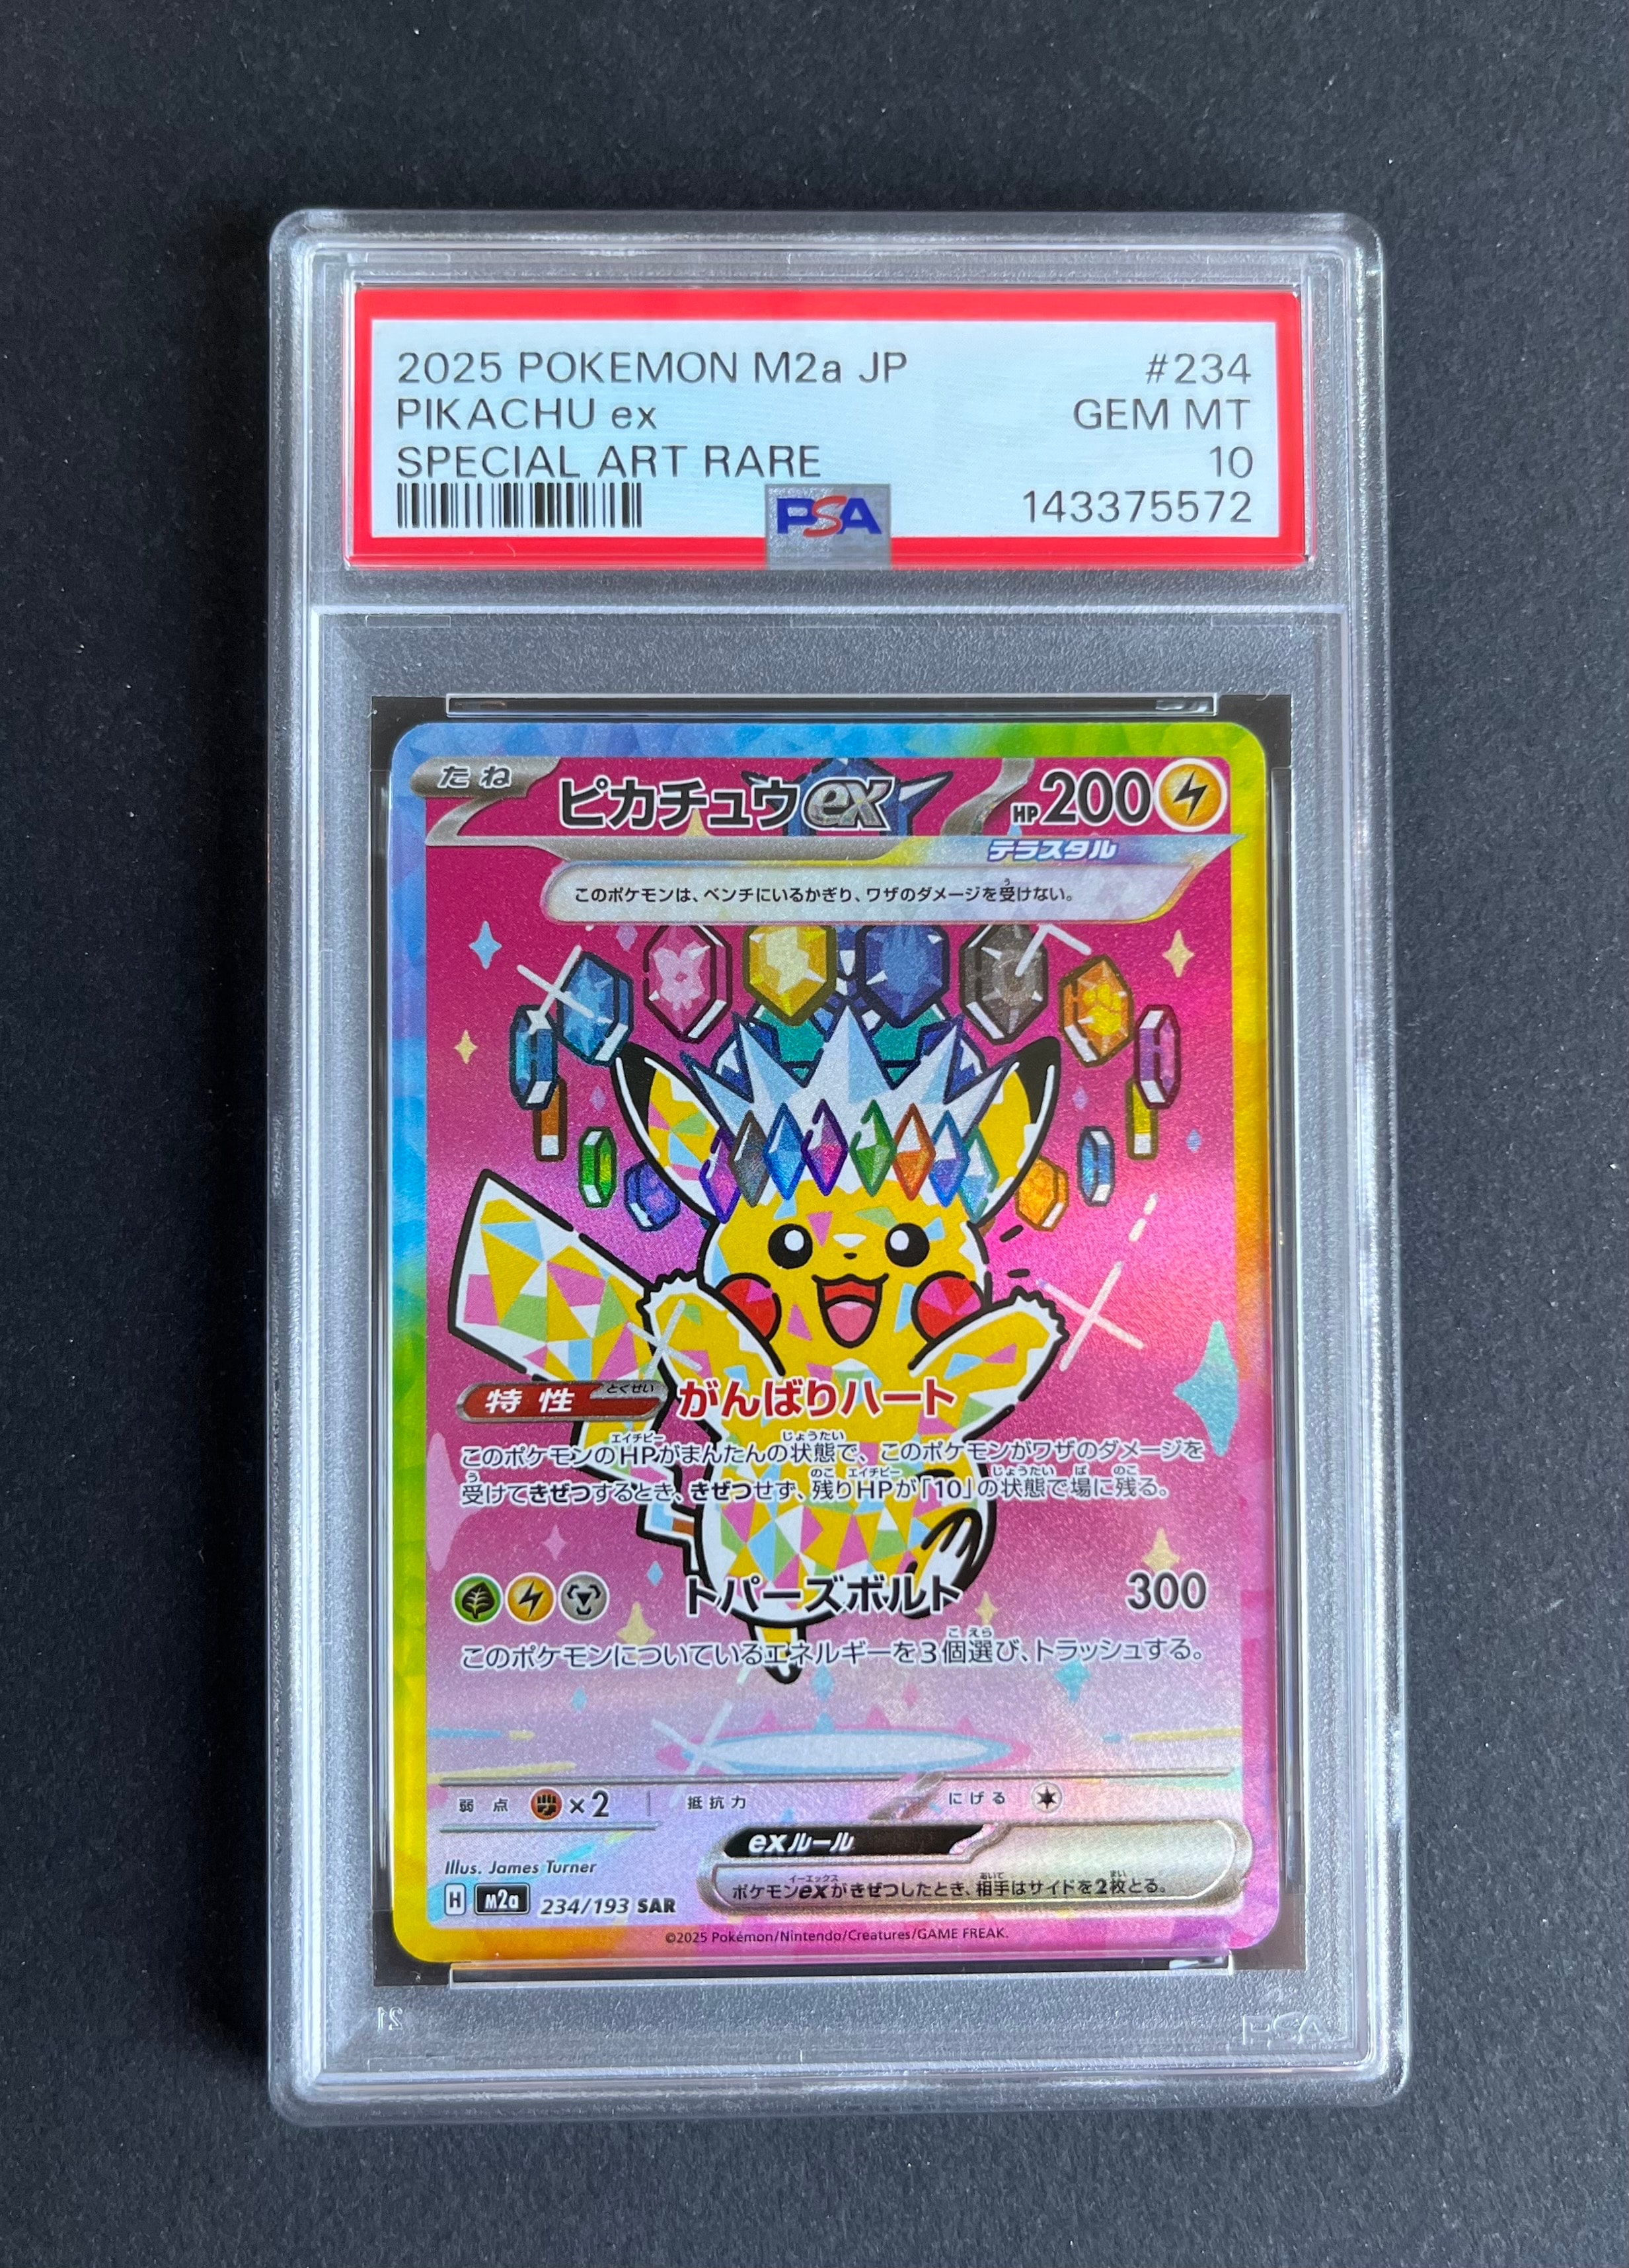 2025 POKEMON M2a JP #234
PIKACHU ex GEM MT
SPECIAL ART RARE 10
PSA 143375572
たね ピカチュウex HP200
テラスタル
このポケモンは、ベンチにいるかぎり、ワザのダメージを受けない。
特性 とくせい がんばりハート
このポケモンのHPがまんたんの状態で、このポケモンがワザのダメージを
受けてきぜつするとき、きぜつせず、残りHPが「10」の状態で場に残る。
トパーズボルト 300
このポケモンについているエネルギーを3個選び、トラッシュする。
弱点 ×2 抵抗力 にげる
exルール
ポケモンexがきぜつしたとき、相手はサイドを2枚とる。
Illus. James Turner
H m2a 234/193 SAR
©2025 Pokémon/Nintendo/Creatures/GAME FREAK.
21 PSA